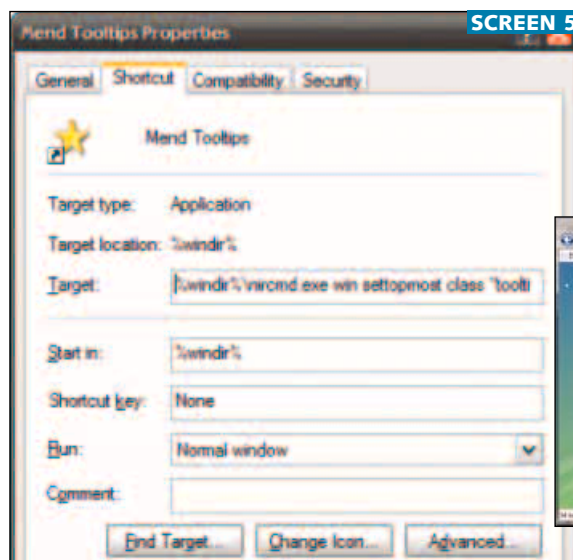 SCREEN 5
Mend Tooltips Properties
General Shortcut Compatibility Security
Mend Tooltips
Target type: Application
Target location: %windir%
Target: %windir%\nircmd.exe win settopmost class "toolti
Start in: %windir%
Shortcut key: None
Run: Normal window
Comment:
Find Target... Change Icon... Advanced...